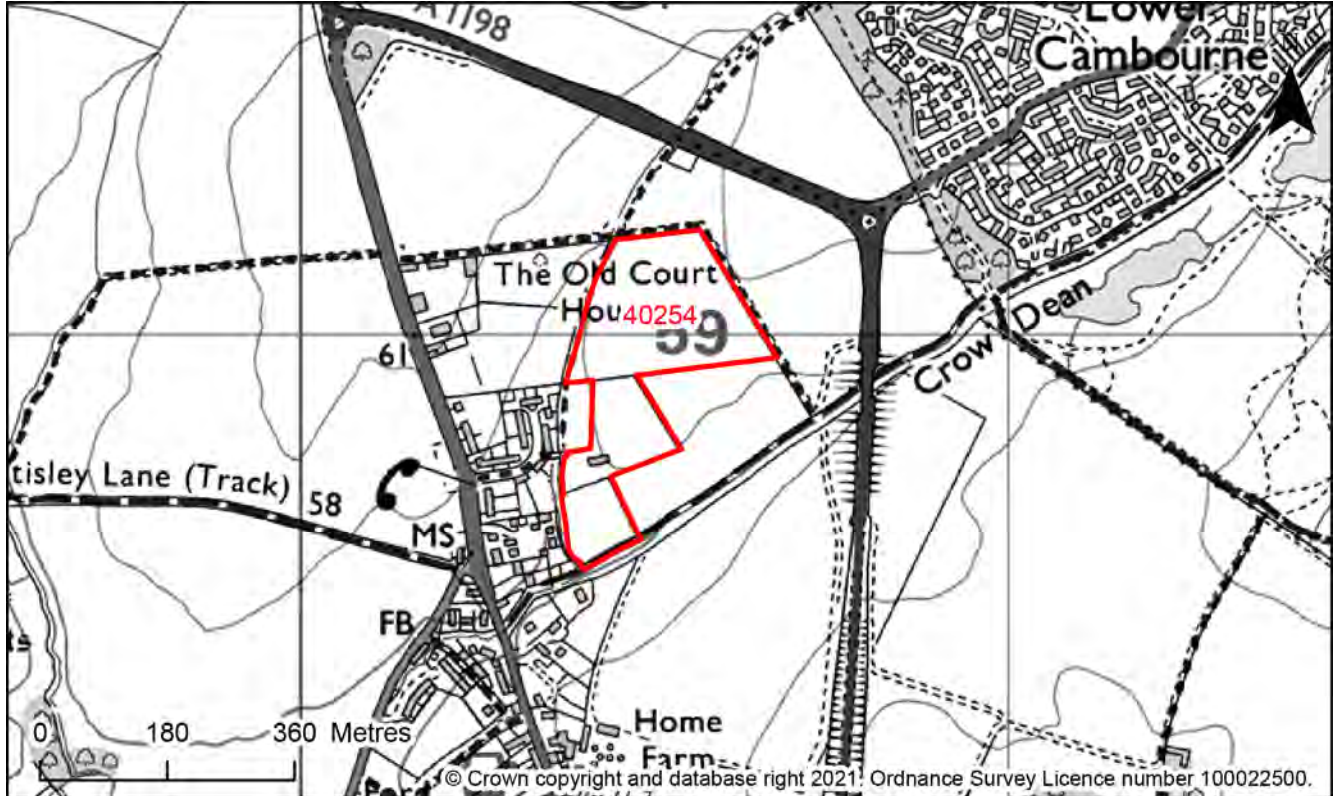 A1198
Lower
Cambourne
The Old Court
Hou
40254
59
61
Crow Dean
tisley Lane (Track)
58
MS
FB
0 180 360 Metres
Home
Farm
© Crown copyright and database right 2021. Ordnance Survey Licence number 100022500.